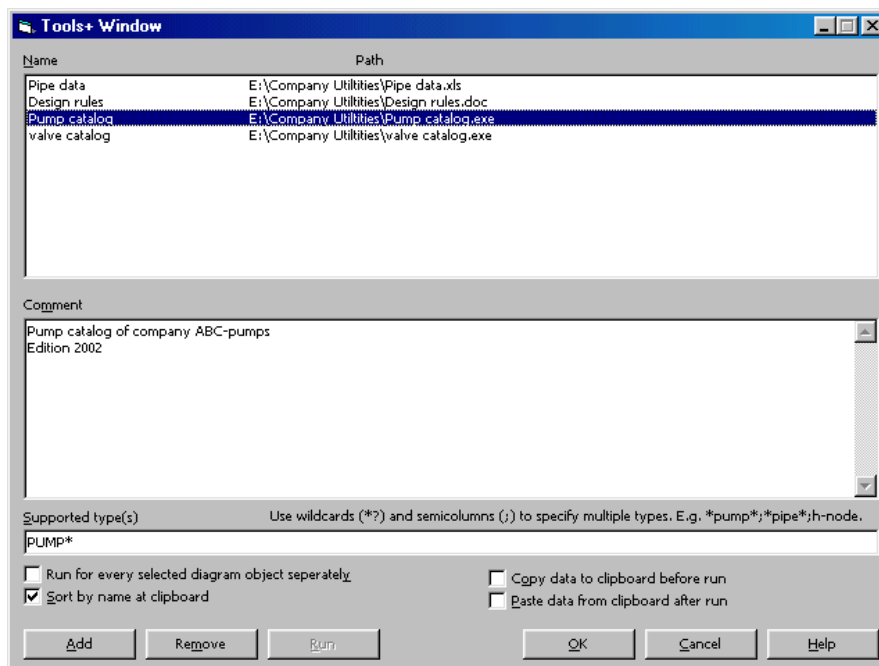 Tools+ Window
Name Path
Pipe data E:\Company Utiltities\Pipe data.xls
Design rules E:\Company Utiltities\Design rules.doc
Pump catalog E:\Company Utiltities\Pump catalog.exe
valve catalog E:\Company Utiltities\valve catalog.exe
Comment
Pump catalog of company ABC-pumps
Edition 2002
Supported type(s) Use wildcards (*?) and semicolumns (;) to specify multiple types. E.g. *pump*;*pipe*;h-node.
PUMP*
Run for every selected diagram object seperately Copy data to clipboard before run
Sort by name at clipboard Paste data from clipboard after run
Add Remove Run OK Cancel Help